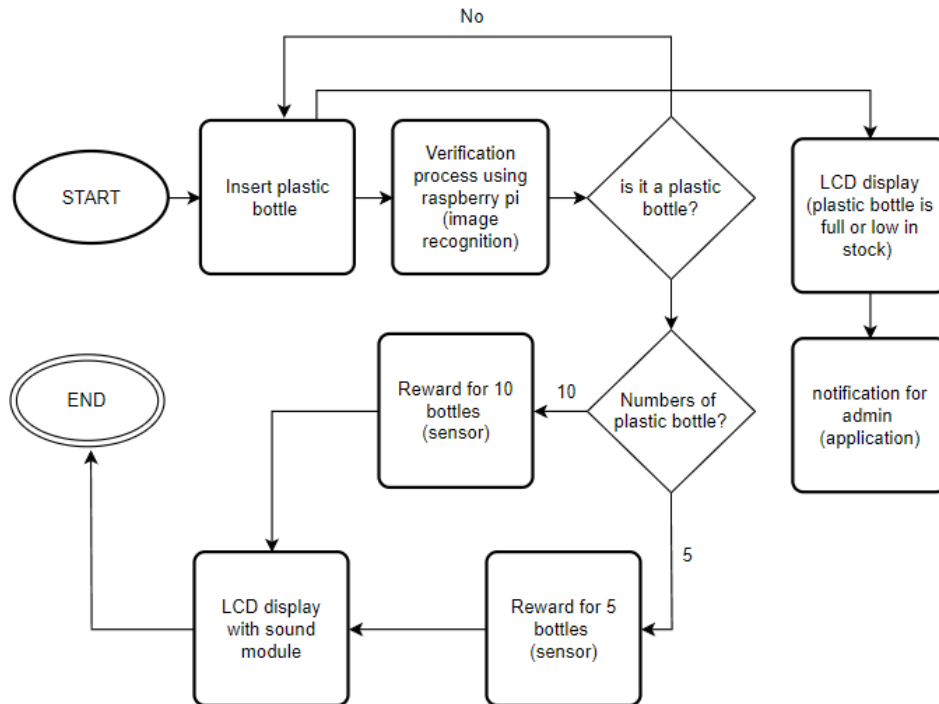 No
START
Insert plastic
bottle
Verification
process using
raspberry pi
(image
recognition)
is it a plastic
bottle?
LCD display
(plastic bottle is
full or low in
stock)
END
Reward for 10
bottles
(sensor)
10
Numbers of
plastic bottle?
notification for
admin
(application)
5
LCD display
with sound
module
Reward for 5
bottles
(sensor)